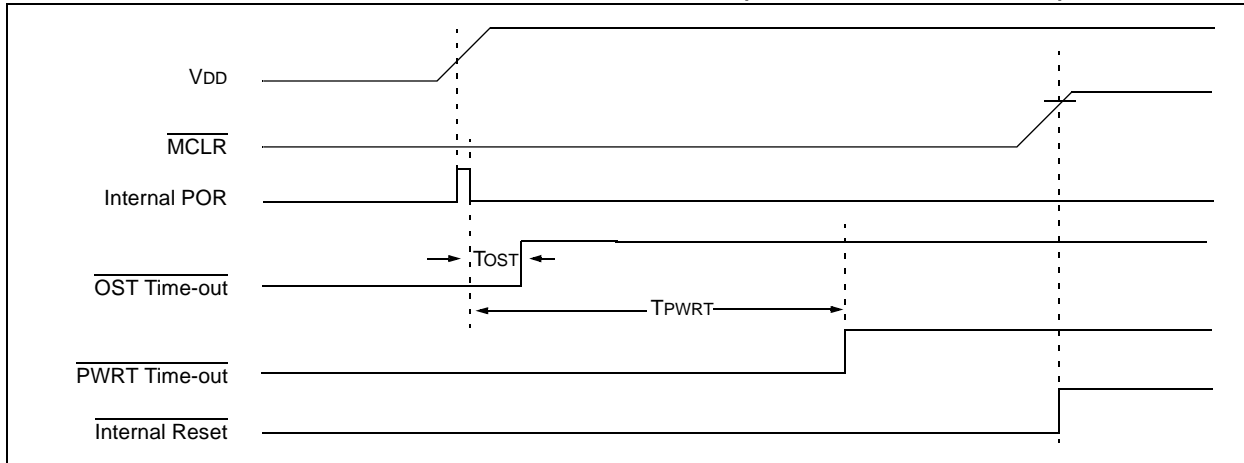 VDD
MCLR
Internal POR
TOST
OST Time-out
TPWRT
PWRT Time-out
Internal Reset